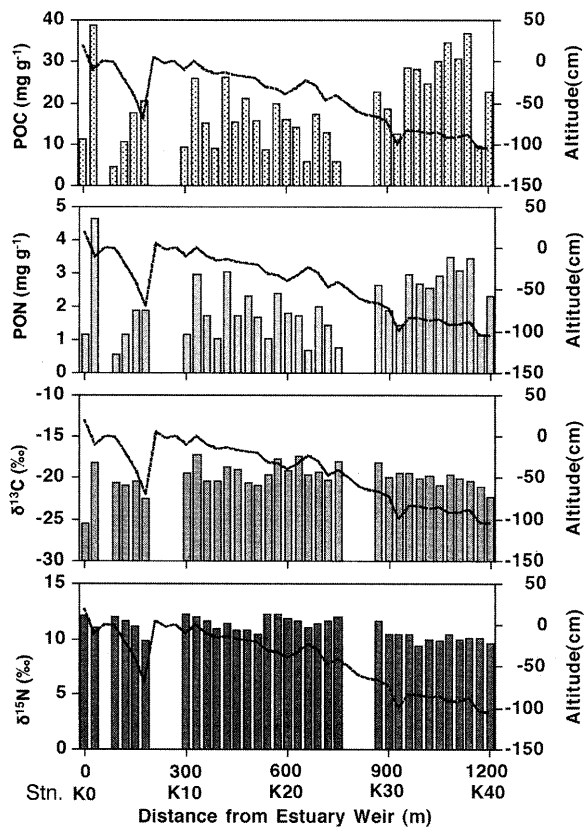 40 30 20 10 0
POC (mg g⁻¹)
50 0 -50 -100 -150
Altitude(cm)
5 4 3 2 1 0
PON (mg g⁻¹)
50 0 -50 -100 -150
Altitude(cm)
-10 -15 -20 -25 -30
δ¹³C (‰)
50 0 -50 -100 -150
Altitude(cm)
15 10 5 0
δ¹⁵N (‰)
50 0 -50 -100 -150
Altitude(cm)
0 300 600 900 1200
Stn. K0 K10 K20 K30 K40
Distance from Estuary Weir (m)